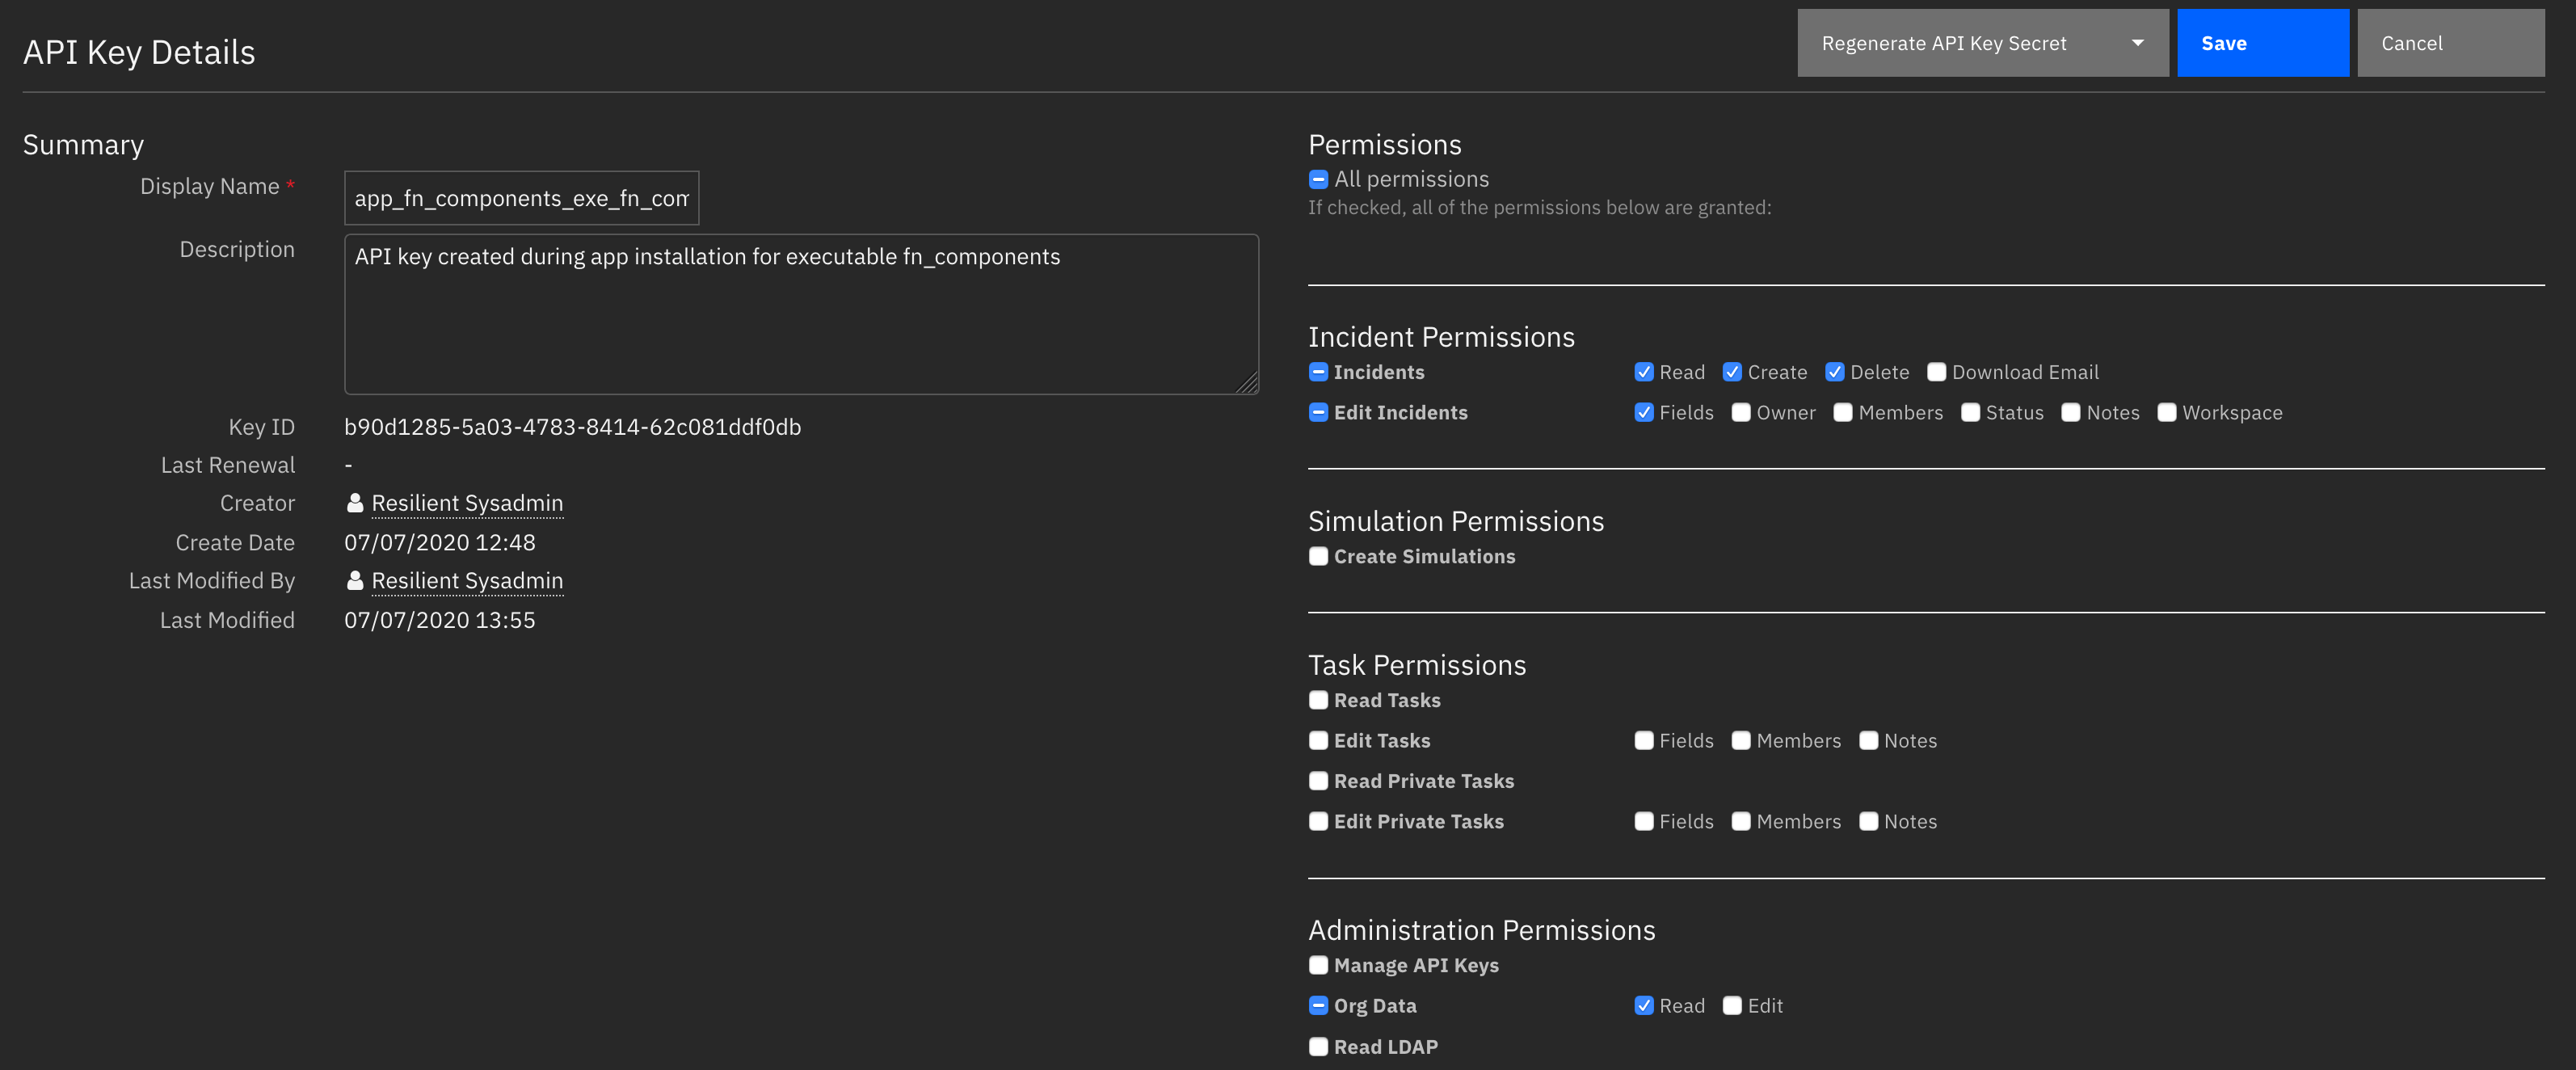 API Key Details
Regenerate API Key Secret
Save
Cancel
Summary
Display Name *
app_fn_components_exe_fn_com
Description
API key created during app installation for executable fn_components
Key ID
b90d1285-5a03-4783-8414-62c081ddf0db
Last Renewal
-
Creator
Resilient Sysadmin
Create Date
07/07/2020 12:48
Last Modified By
Resilient Sysadmin
Last Modified
07/07/2020 13:55
Permissions
All permissions
If checked, all of the permissions below are granted:
Incident Permissions
Incidents Read Create Delete Download Email
Edit Incidents Fields Owner Members Status Notes Workspace
Simulation Permissions
Create Simulations
Task Permissions
Read Tasks
Edit Tasks Fields Members Notes
Read Private Tasks
Edit Private Tasks Fields Members Notes
Administration Permissions
Manage API Keys
Org Data Read Edit
Read LDAP